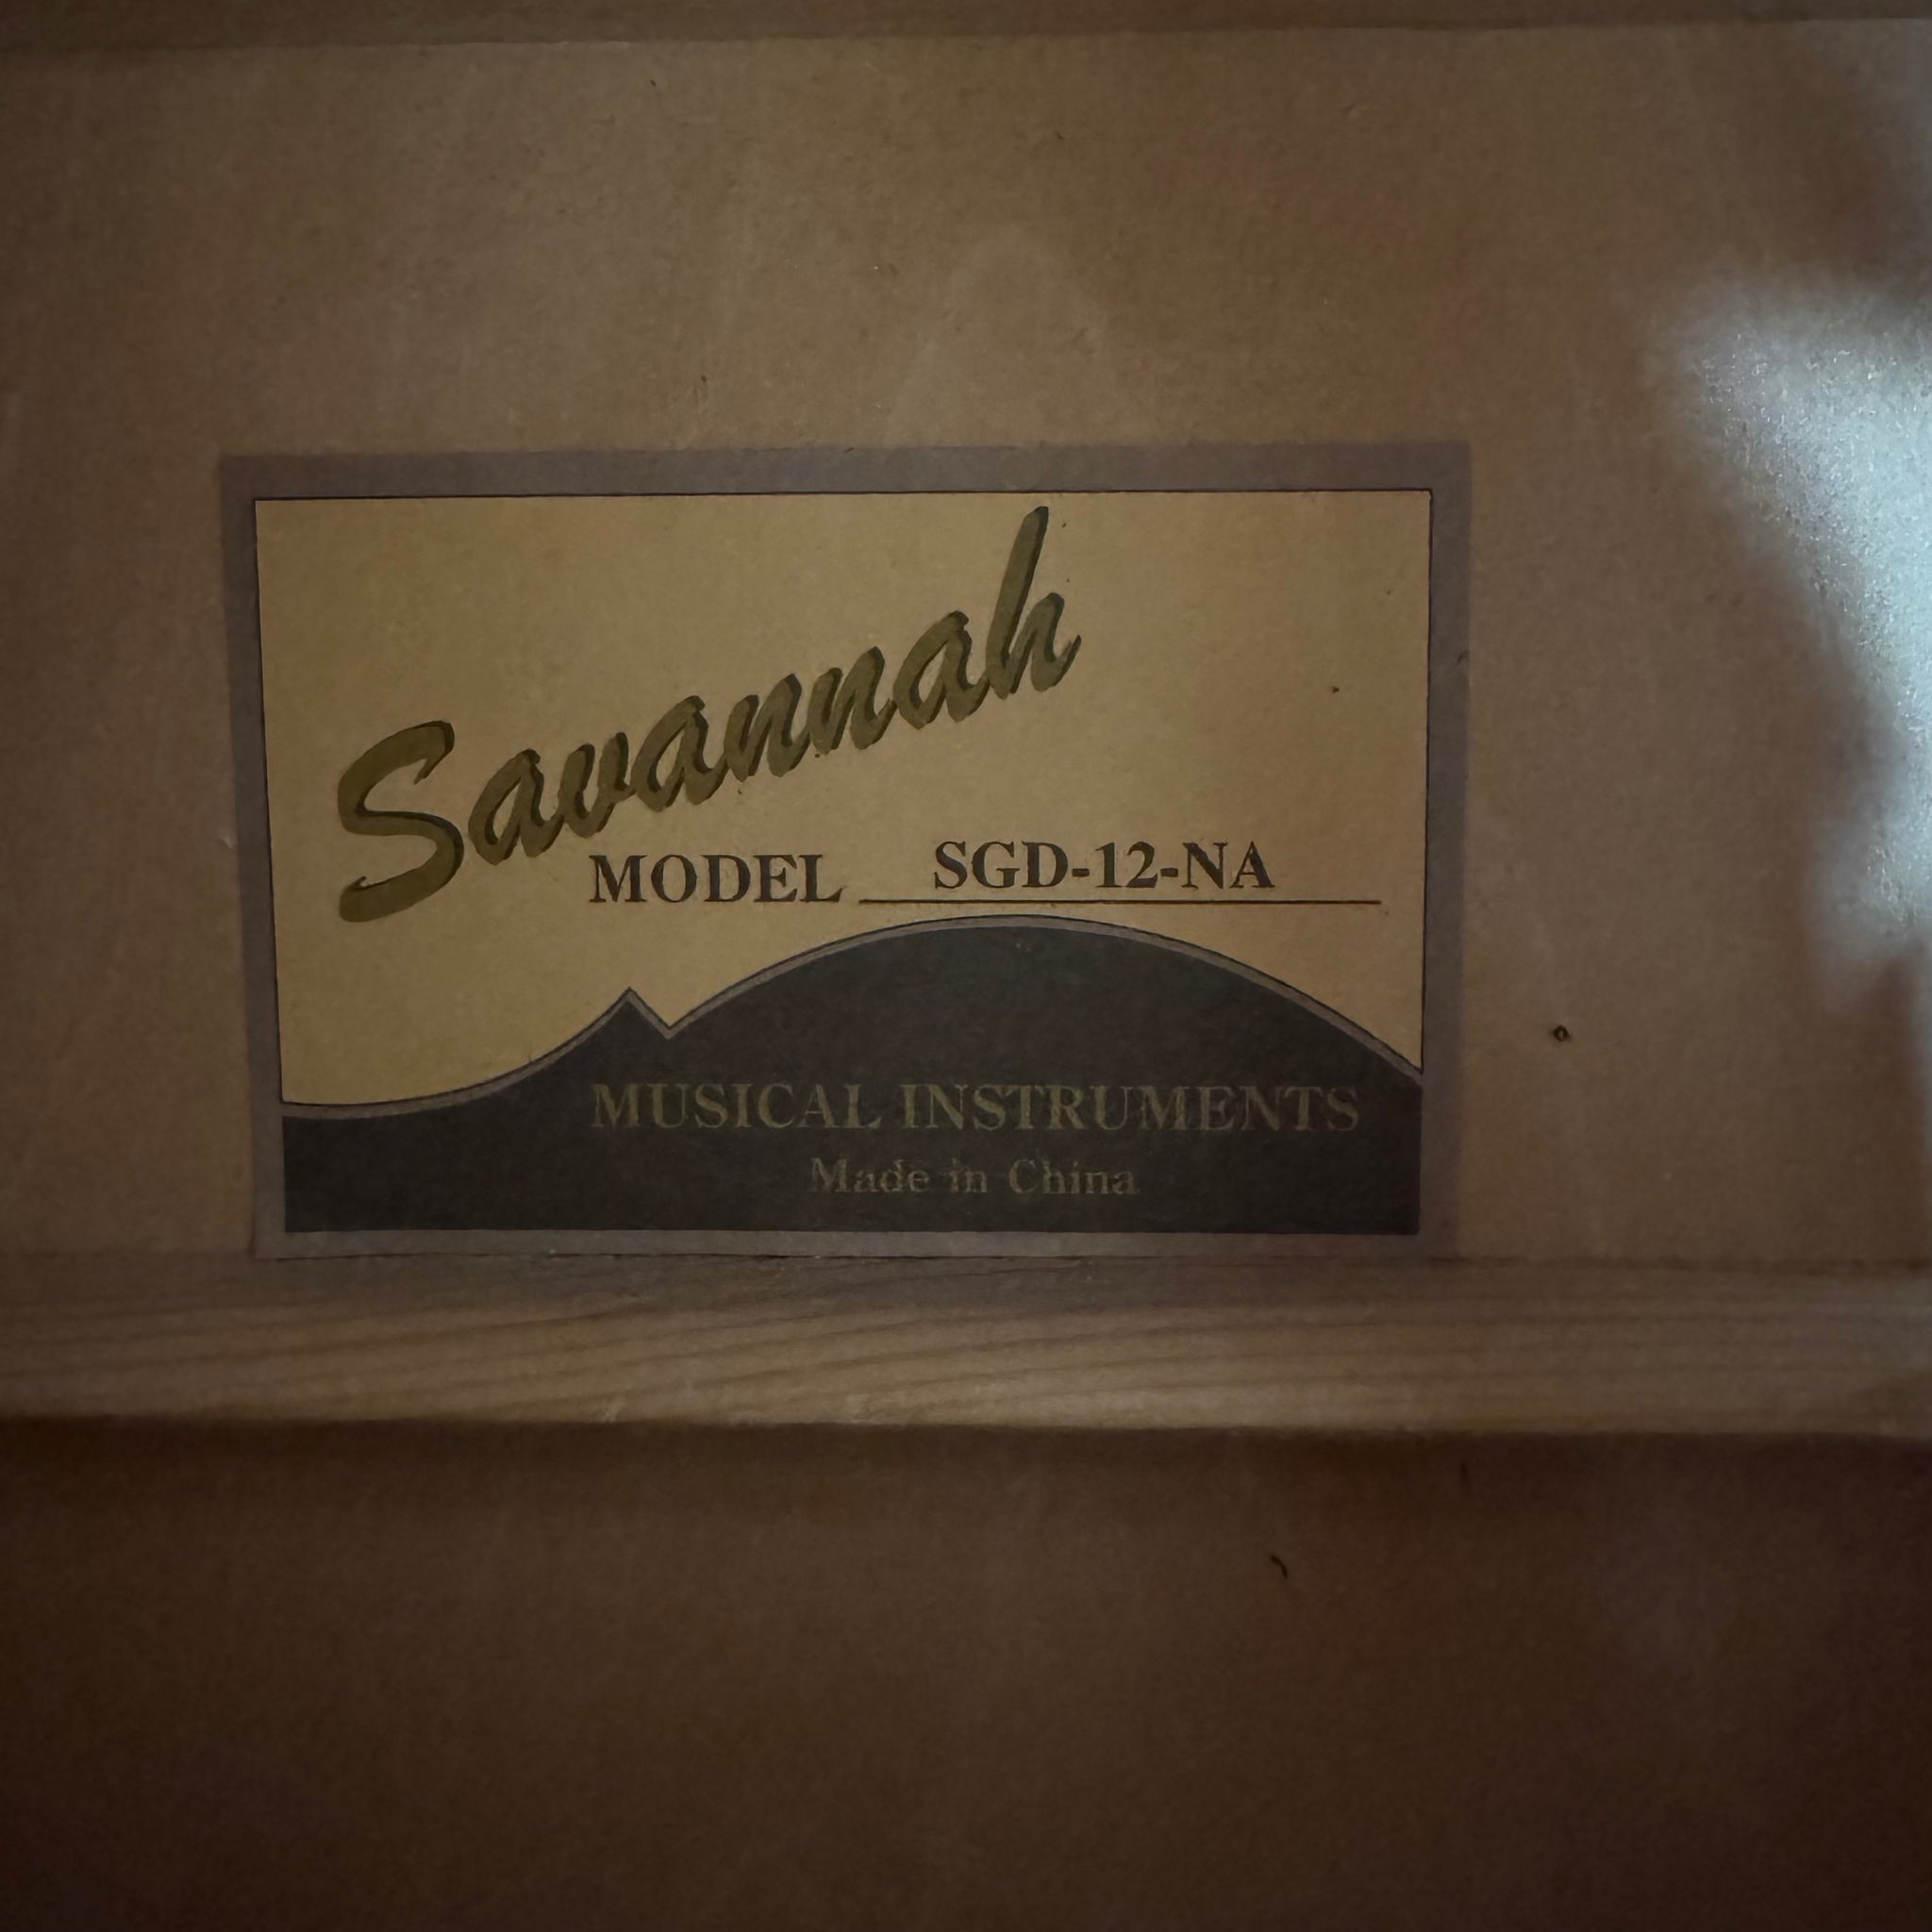 Savannah
MODEL SGD-12-NA
MUSICAL INSTRUMENTS
Made in China